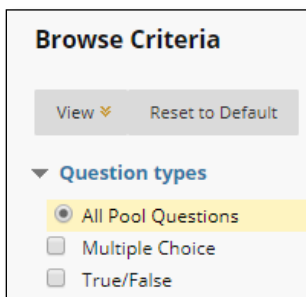 Browse Criteria
View Reset to Default
Question types
All Pool Questions
Multiple Choice
True/False